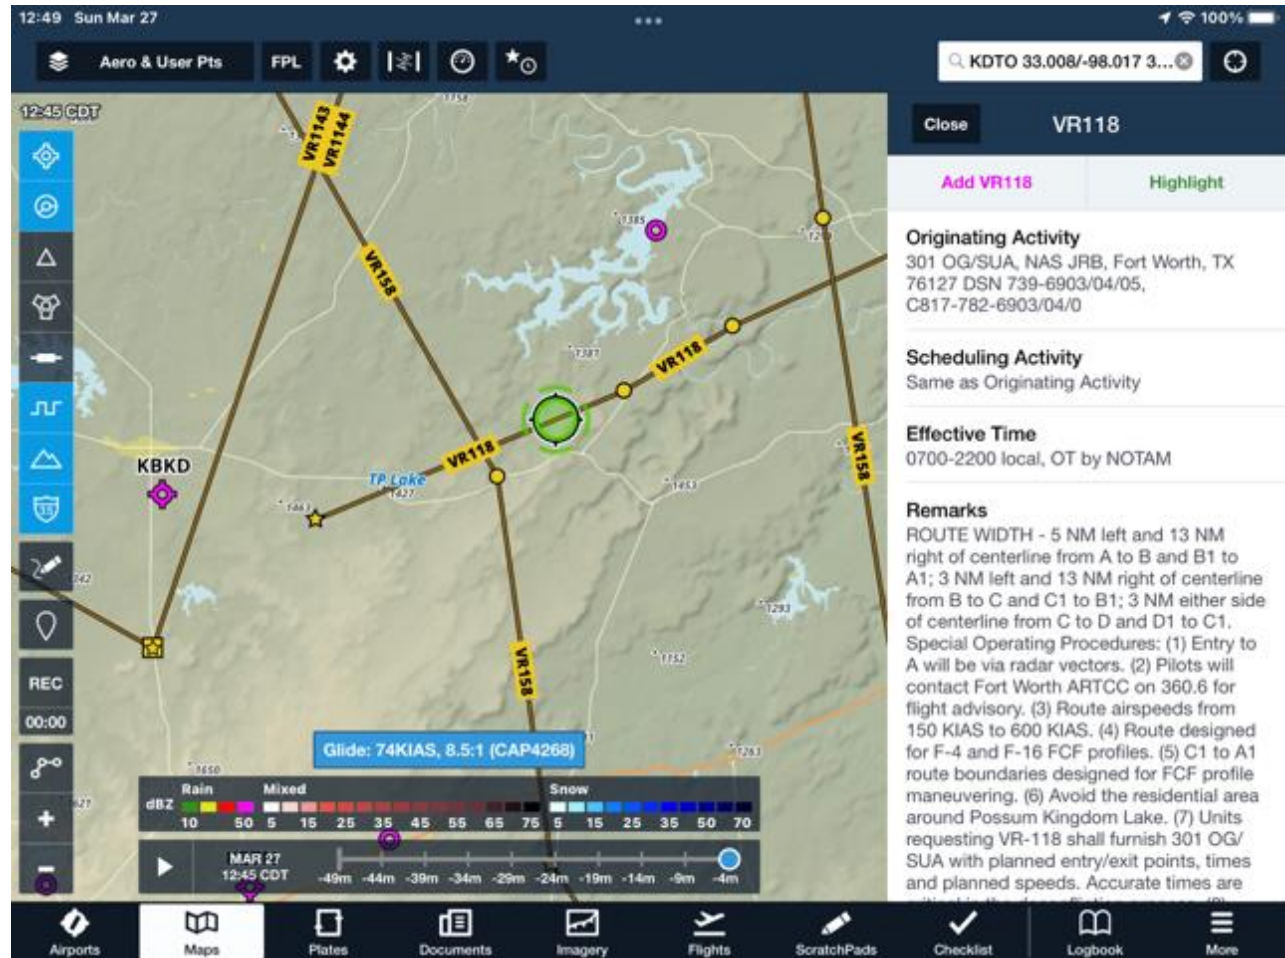 12:49 Sun Mar 27
100%
Aero & User Pts
FPL
KDTO 33.008/-98.017 3...
12:45 CDT
Close
VR118
Add VR118
Highlight
Originating Activity
301 OG/SUA, NAS JRB, Fort Worth, TX
76127 DSN 739-6903/04/05,
C817-782-6903/04/0
Scheduling Activity
Same as Originating Activity
Effective Time
0700-2200 local, OT by NOTAM
Remarks
ROUTE WIDTH - 5 NM left and 13 NM
right of centerline from A to B and B1 to
A1; 3 NM left and 13 NM right of centerline
from B to C and C1 to B1; 3 NM either side
of centerline from C to D and D1 to C1.
Special Operating Procedures: (1) Entry to
A will be via radar vectors. (2) Pilots will
contact Fort Worth ARTCC on 360.6 for
flight advisory. (3) Route airspeeds from
150 KIAS to 600 KIAS. (4) Route designed
for F-4 and F-16 FCF profiles. (5) C1 to A1
route boundaries designed for FCF profile
maneuvering. (6) Avoid the residential area
around Possum Kingdom Lake. (7) Units
requesting VR-118 shall furnish 301 OG/
SUA with planned entry/exit points, times
and planned speeds. Accurate times are
1158
VR1143
VR1144
1385
VR158
1381
VR118
VR118
VR158
KBKD
TP Lake
1427
1463
1453
35
1293
1152
VR158
REC
00:00
Glide: 74KIAS, 8.5:1 (CAP4268)
1263
1650
Rain Mixed Snow
dBZ
10 50 5 15 25 35 45 55 65 75 5 15 25 35 50 70
MAR 27
12:45 CDT
-49m -44m -39m -34m -29m -24m -19m -14m -9m -4m
Airports
Maps
Plates
Documents
Imagery
Flights
ScratchPads
Checklist
Logbook
More